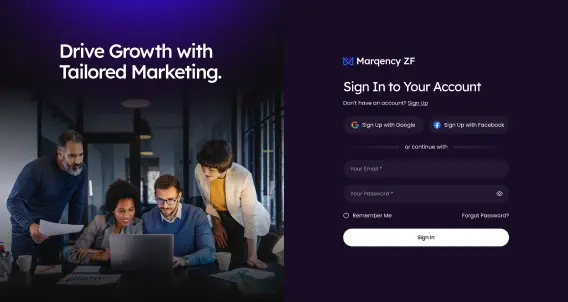 Drive Growth with
Tailored Marketing.
Marqency ZF
Sign In to Your Account
Don't have an account? Sign Up
Sign Up with Google
Sign Up with Facebook
or continue with
Your Email *
Your Password *
Remember Me
Forgot Password?
Sign In